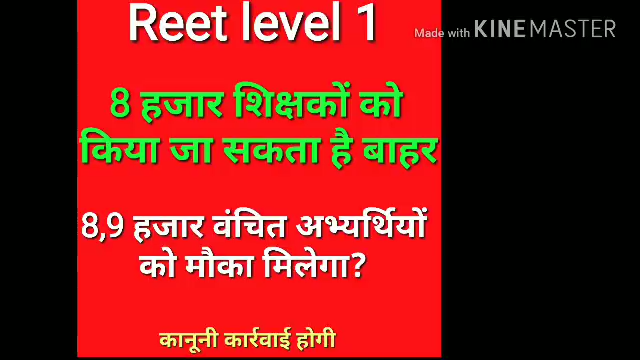 Reet level 1
Made with KINEMASTER
8 हजार शिक्षकों को
किया जा सकता है बाहर
8,9 हजार वंचित अभ्यर्थियों
को मौका मिलेगा?
कानूनी कार्रवाई होगी